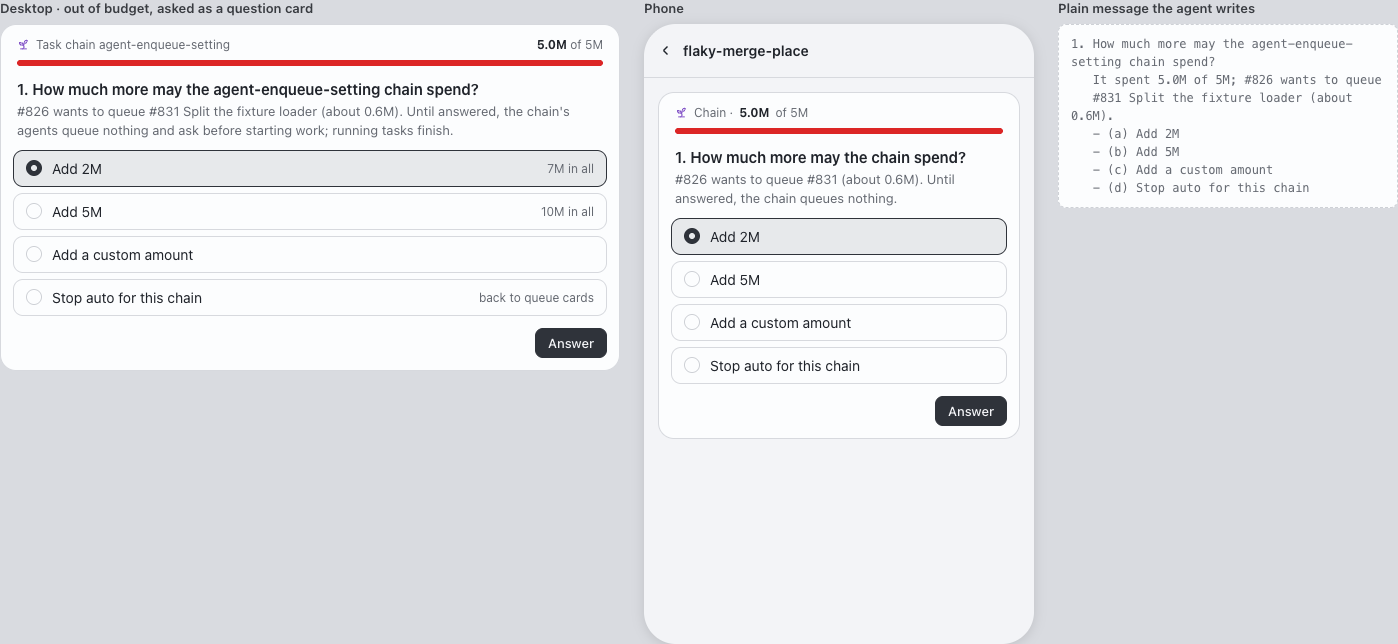 Desktop · out of budget, asked as a question card
Task chain agent-enqueue-setting
5.0M of 5M
1. How much more may the agent-enqueue-setting chain spend?
#826 wants to queue #831 Split the fixture loader (about 0.6M). Until answered, the chain's
agents queue nothing and ask before starting work; running tasks finish.
Add 2M
7M in all
Add 5M
10M in all
Add a custom amount
Stop auto for this chain
back to queue cards
Answer
Phone
flaky-merge-place
Chain · 5.0M of 5M
1. How much more may the chain spend?
#826 wants to queue #831 (about 0.6M). Until
answered, the chain queues nothing.
Add 2M
Add 5M
Add a custom amount
Stop auto for this chain
Answer
Plain message the agent writes
1. How much more may the agent-enqueue-
setting chain spend?
It spent 5.0M of 5M; #826 wants to queue
#831 Split the fixture loader (about
0.6M).
- (a) Add 2M
- (b) Add 5M
- (c) Add a custom amount
- (d) Stop auto for this chain